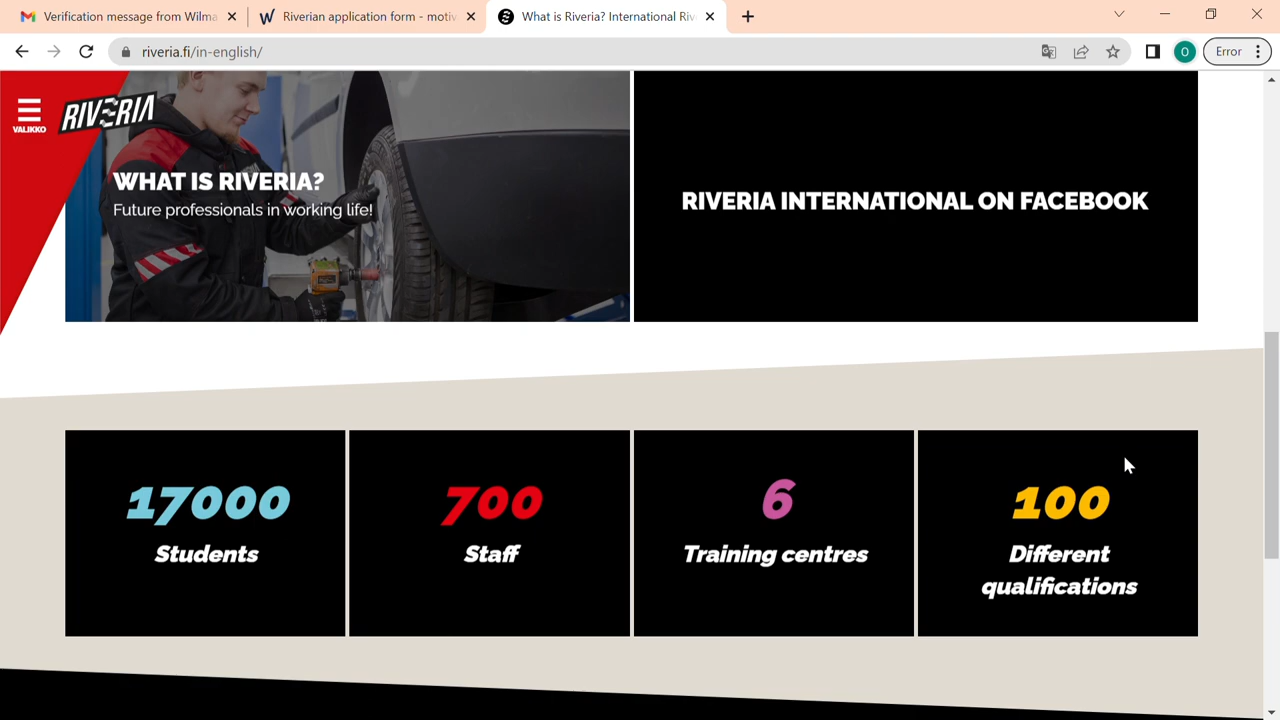 Verification message from Wilma
Riverian application form - motiv
What is Riveria? International Riv
riveria.fi/in-english/
O
Error
VALIKKO
RIVERIA
WHAT IS RIVERIA?
Future professionals in working life!
RIVERIA INTERNATIONAL ON FACEBOOK
17000
Students
700
Staff
6
Training centres
100
Different
qualifications